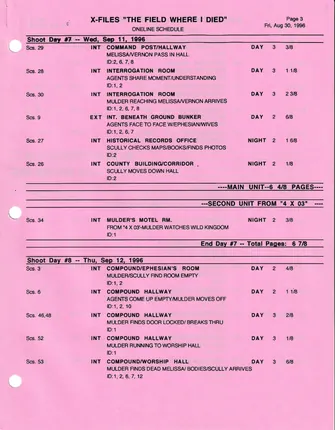 X-FILES "THE FIELD WHERE I DIED"
Page 3
Fri, Aug 30, 1996
ONELINE SCHEDULE
Shoot Day #7 -- Wed, Sep 11, 1996
Scs. 29 INT COMMAND POST/HALLWAY DAY 3 3/8
MELISSA/VERNON PASS IN HALL
ID:2, 6, 7, 8
Scs. 28 INT INTERROGATION ROOM DAY 3 1 1/8
AGENTS SHARE MOMENT/UNDERSTANDING
ID:1, 2
Scs. 30 INT INTERROGATION ROOM DAY 3 2 3/8
MULDER REACHING MELISSA/VERNON ARRIVES
ID:1, 2, 6, 7, 8
Scs. 9 EXT INT. BENEATH GROUND BUNKER DAY 2 6/8
AGENTS FACE TO FACE W/EPHESIAN/WIVES
ID:1, 2, 6, 7
Scs. 27 INT HISTORICAL RECORDS OFFICE NIGHT 2 1 6/8
SCULLY CHECKS MAPS/BOOKS/FINDS PHOTOS
ID:2
Scs. 26 INT COUNTY BUILDING/CORRIDOR NIGHT 2 1/8
SCULLY MOVES DOWN HALL
ID:2
----MAIN UNIT--6 4/8 PAGES----
---SECOND UNIT FROM "4 X 03" ----
Scs. 34 INT MULDER'S MOTEL RM. NIGHT 2 3/8
FROM "4 X 03"-MULDER WATCHES WILD KINGDOM
ID:1
End Day #7 -- Total Pages: 6 7/8
Shoot Day #8 -- Thu, Sep 12, 1996
Scs. 3 INT COMPOUND/EPHESIAN'S ROOM DAY 2 4/8
MULDER/SCULLY FIND ROOM EMPTY
ID:1, 2
Scs. 6 INT COMPOUND HALLWAY DAY 2 1 1/8
AGENTS COME UP EMPTY/MULDER MOVES OFF
ID:1, 2, 10
Scs. 46,48 INT COMPOUND HALLWAY DAY 3 2/8
MULDER FINDS DOOR LOCKED/ BREAKS THRU
ID:1
Scs. 52 INT COMPOUND HALLWAY DAY 3 1/8
MULDER RUNNING TO WORSHIP HALL
ID:1
Scs. 53 INT COMPOUND/WORSHIP HALL DAY 3 6/8
MULDER FINDS DEAD MELISSA/ BODIES/SCULLY ARRIVES
ID:1, 2, 6, 7, 12